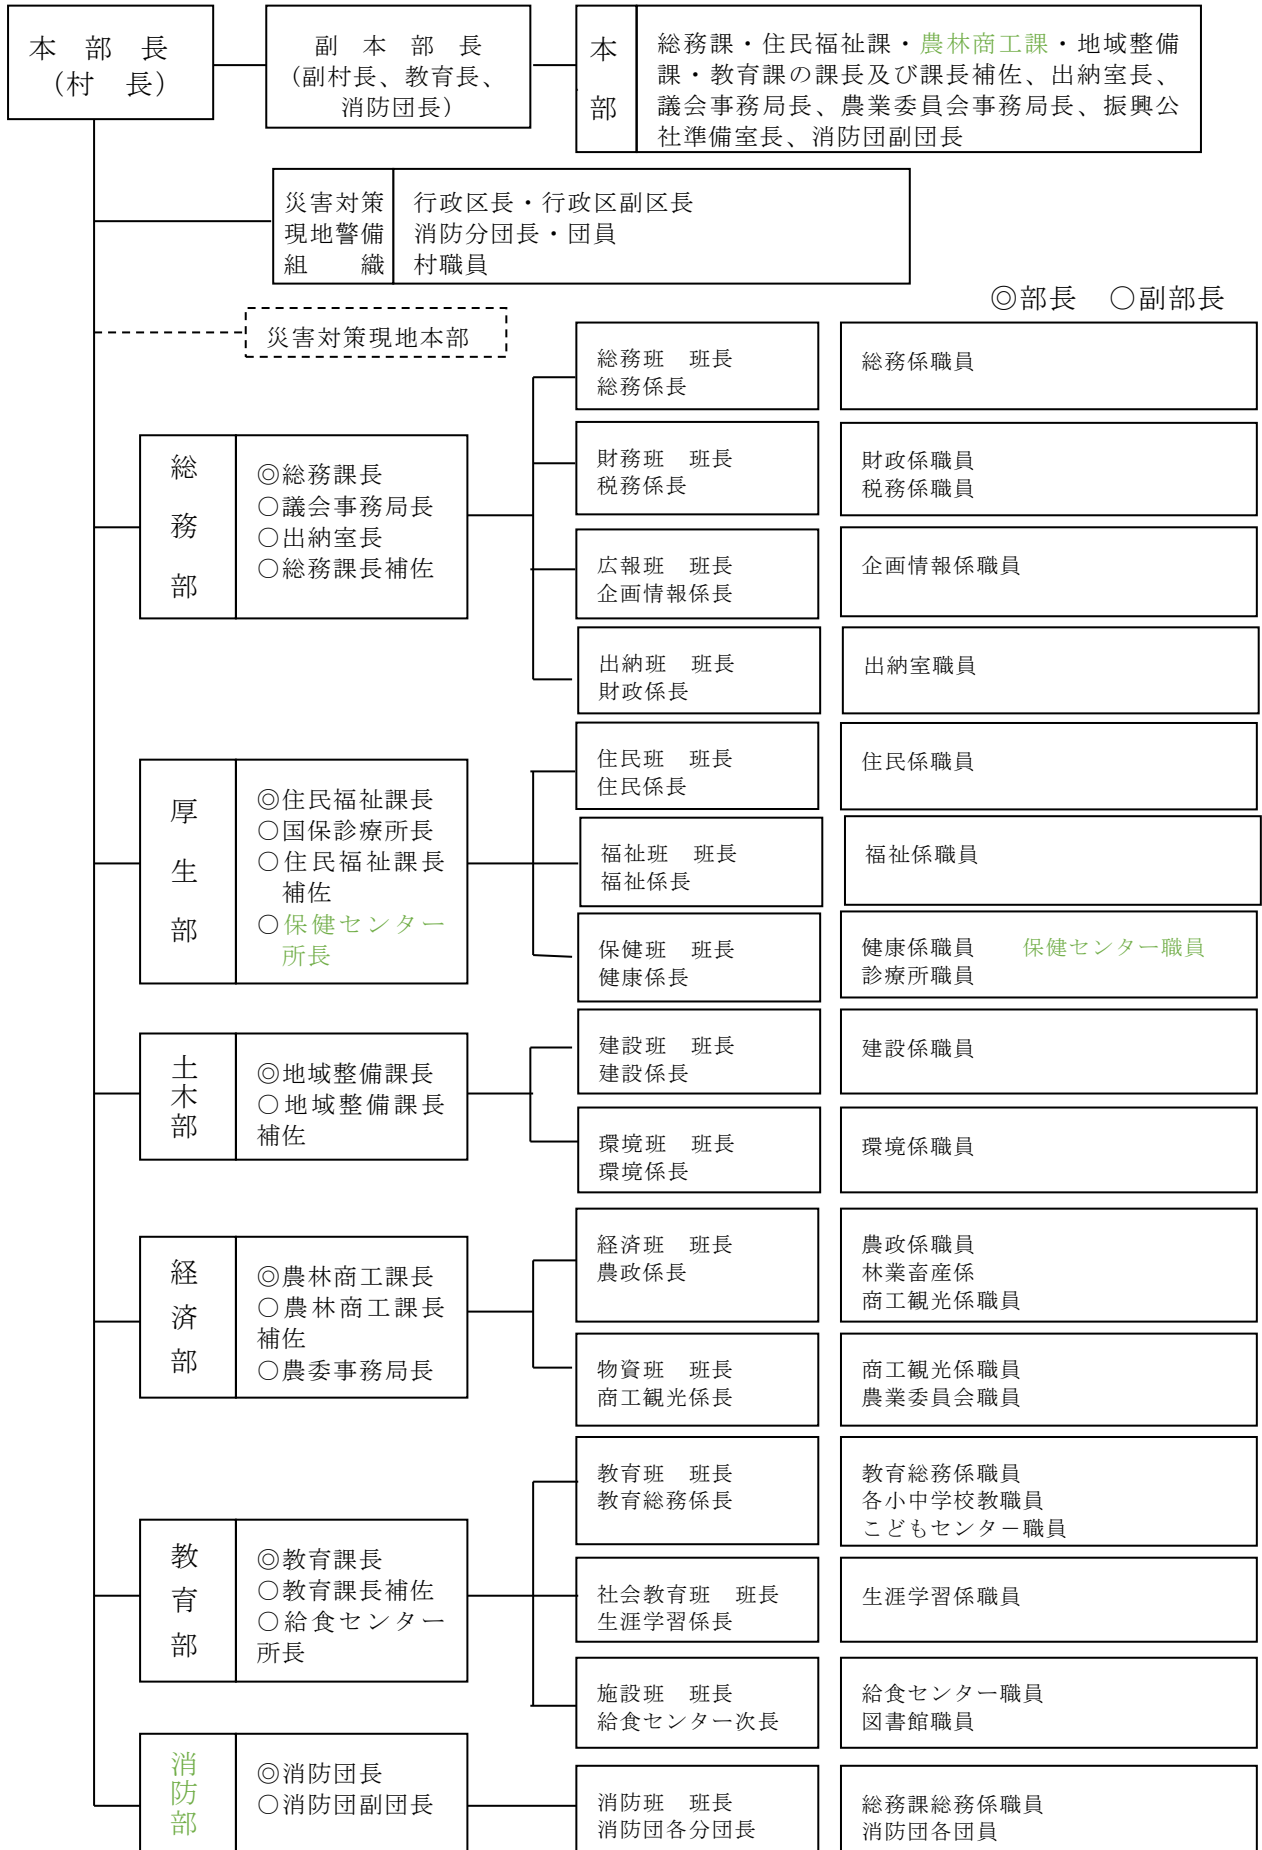 本　部　長
（村　長）
副　本　部　長
（副村長、教育長、
消防団長）
本
部
総務課・住民福祉課・農林商工課・地域整備
課・教育課の課長及び課長補佐、出納室長、
議会事務局長、農業委員会事務局長、振興公
社準備室長、消防団副団長
災害対策
現地警備
組　　織
行政区長・行政区副区長
消防分団長・団員
村職員
◎部長　○副部長
災害対策現地本部
総
務
部
◎総務課長
○議会事務局長
○出納室長
○総務課長補佐
総務班　班長
総務係長
総務係職員
財務班　班長
税務係長
財政係職員
税務係職員
広報班　班長
企画情報係長
企画情報係職員
出納班　班長
財政係長
出納室職員
厚
生
部
◎住民福祉課長
○国保診療所長
○住民福祉課長
補佐
○保健センター
所長
住民班　班長
住民係長
住民係職員
福祉班　班長
福祉係長
福祉係職員
保健班　班長
健康係長
健康係職員　　保健センター職員
診療所職員
土
木
部
◎地域整備課長
○地域整備課長
補佐
建設班　班長
建設係長
建設係職員
環境班　班長
環境係長
環境係職員
経
済
部
◎農林商工課長
○農林商工課長
補佐
○農委事務局長
経済班　班長
農政係長
農政係職員
林業畜産係
商工観光係職員
物資班　班長
商工観光係長
商工観光係職員
農業委員会職員
教
育
部
◎教育課長
○教育課長補佐
○給食センター
所長
教育班　班長
教育総務係長
教育総務係職員
各小中学校教職員
こどもセンタ－職員
社会教育班　班長
生涯学習係長
生涯学習係職員
施設班　班長
給食センター次長
給食センター職員
図書館職員
消
防
部
◎消防団長
○消防団副団長
消防班　班長
消防団各分団長
総務課総務係職員
消防団各団員